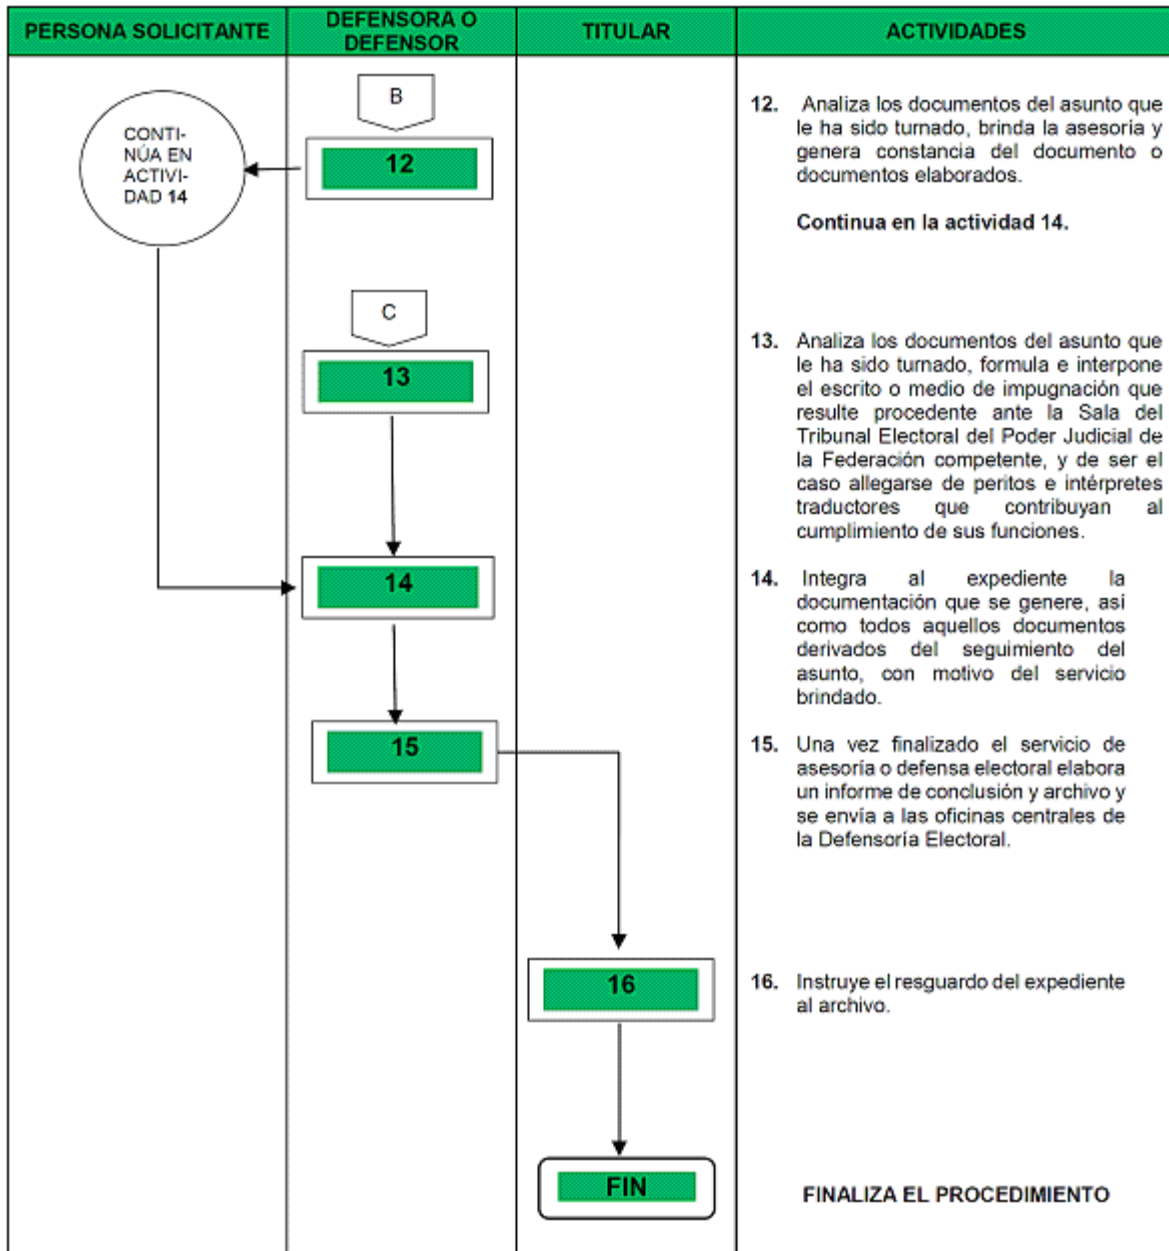 PERSONA SOLICITANTE
DEFENSORA O
DEFENSOR
TITULAR
ACTIVIDADES
B
CONTI-
NÚA EN
ACTIVI-
DAD 14
12
12. Analiza los documentos del asunto que
le ha sido turnado, brinda la asesoría y
genera constancia del documento o
documentos elaborados.
Continua en la actividad 14.
C
13
13. Analiza los documentos del asunto que
le ha sido turnado, formula e interpone
el escrito o medio de impugnación que
resulte procedente ante la Sala del
Tribunal Electoral del Poder Judicial de
la Federación competente, y de ser el
caso allegarse de peritos e intérpretes
traductores que contribuyan al
cumplimiento de sus funciones.
14
14. Integra al expediente la
documentación que se genere, así
como todos aquellos documentos
derivados del seguimiento del
asunto, con motivo del servicio
brindado.
15
15. Una vez finalizado el servicio de
asesoría o defensa electoral elabora
un informe de conclusión y archivo y
se envía a las oficinas centrales de
la Defensoría Electoral.
16
16. Instruye el resguardo del expediente
al archivo.
FIN
FINALIZA EL PROCEDIMIENTO